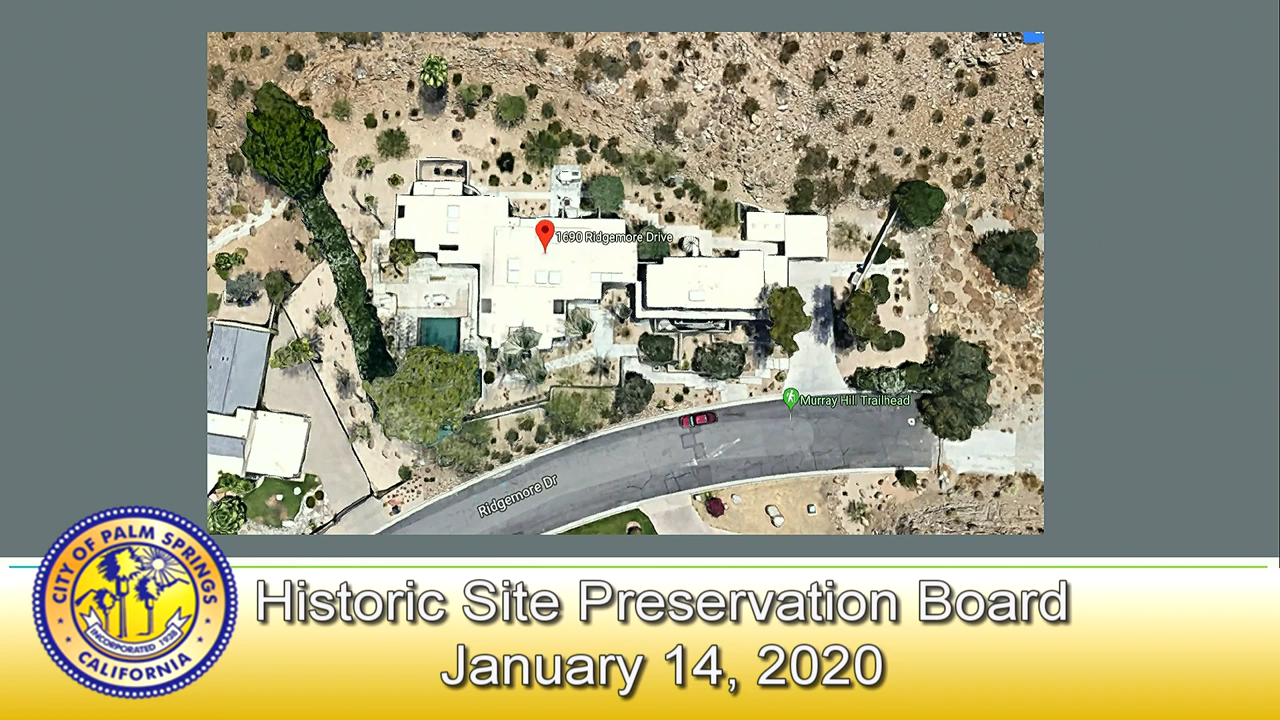 1690 Ridgemore Drive
Murray Hill Trailhead
Ridgemore Dr
CITY OF PALM SPRINGS
INCORPORATED 1938
CALIFORNIA
Historic Site Preservation Board
January 14, 2020